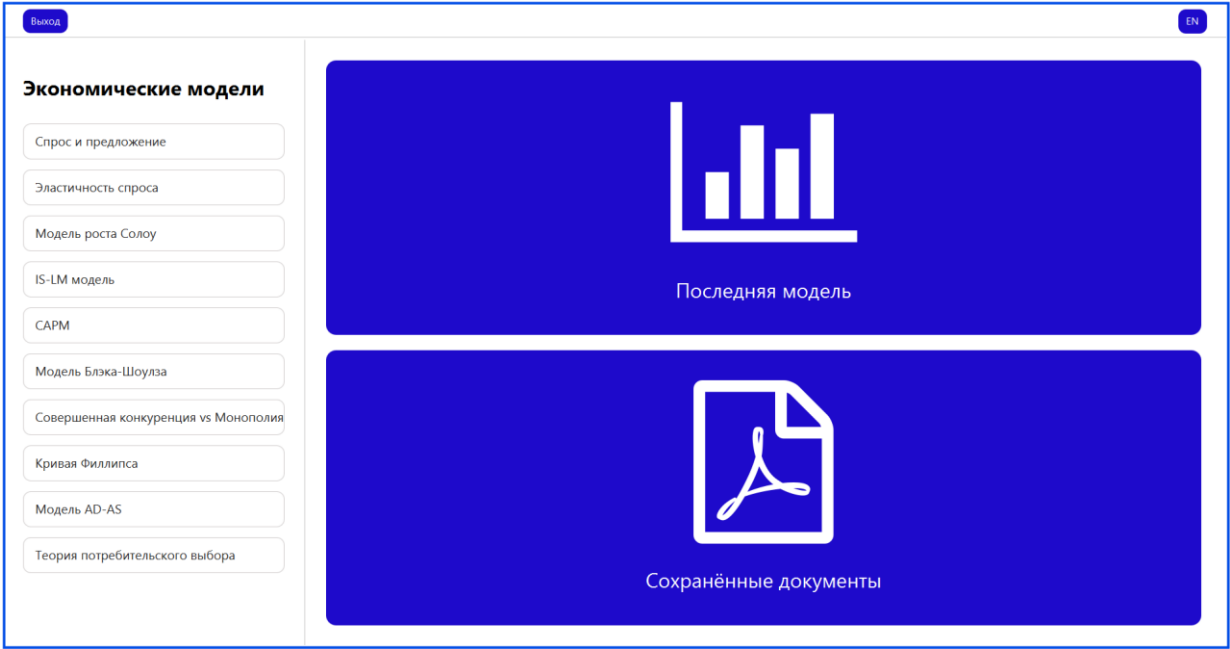 Выход
EN
Экономические модели
Спрос и предложение
Эластичность спроса
Модель роста Солоу
IS-LM модель
CAPM
Модель Блэка-Шоулза
Совершенная конкуренция vs Монополия
Кривая Филлипса
Модель AD-AS
Теория потребительского выбора
Последняя модель
Сохранённые документы